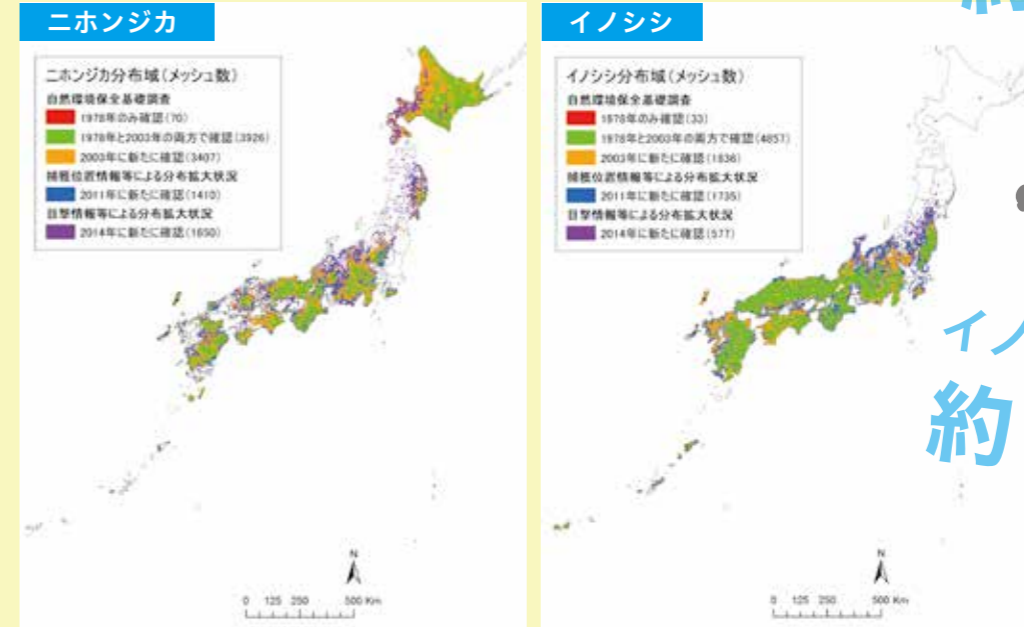 ニホンジカ
ニホンジカ分布域(メッシュ数)
自然環境保全基礎調査
1978年のみ確認(70)
1978年と2003年の両方で確認(3926)
2003年に新たに確認(3407)
捕獲位置情報等による分布拡大状況
2011年に新たに確認(1410)
目撃情報等による分布拡大状況
2014年に新たに確認(1650)
N
0 125 250 500 Km
イノシシ
イノシシ分布域(メッシュ数)
自然環境保全基礎調査
1978年のみ確認(33)
1978年と2003年の両方で確認(4857)
2003年に新たに確認(1836)
捕獲位置情報等による分布拡大状況
2011年に新たに確認(1735)
目撃情報等による分布拡大状況
2014年に新たに確認(577)
N
0 125 250 500 Km
イノ
約